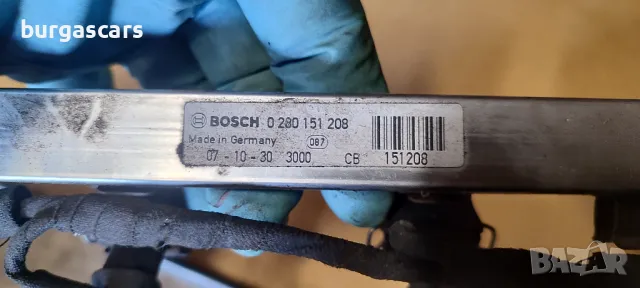 burgascars
BOSCH 0 280 151 208
Made in Germany 087
07 - 10 - 30 3000 CB 151208
BAZAR